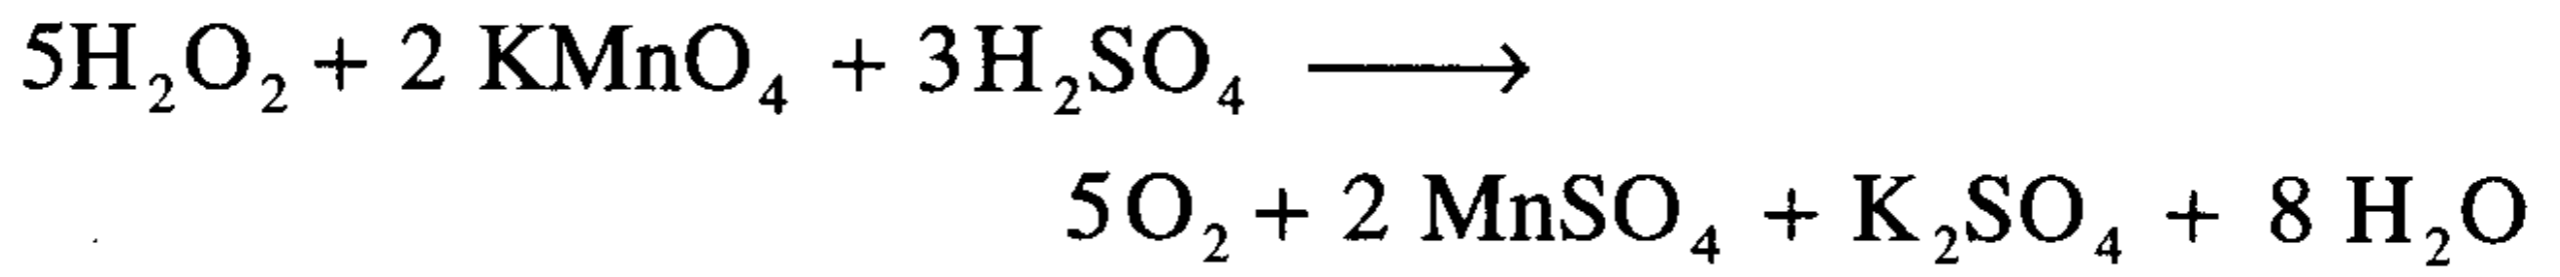 5H₂O₂ + 2 KMnO₄ + 3H₂SO₄ ⟶
5O₂ + 2 MnSO₄ + K₂SO₄ + 8 H₂O